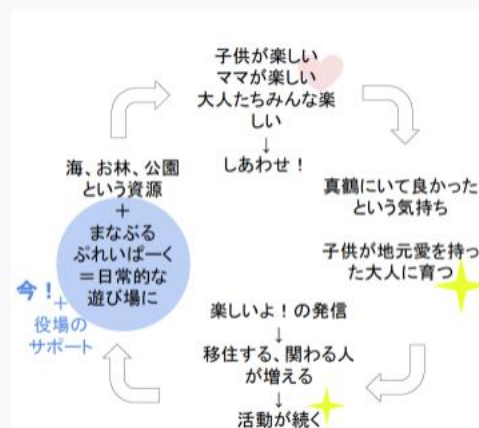 子供が楽しい
ママが楽しい
大人たちみんな楽
しい
↓
しあわせ！
真鶴にいて良かった
という気持ち
子供が地元愛を持っ
た大人に育つ
楽しいよ！の発信
↓
移住する、関わる人
が増える
↓
活動が続く
海、お林、公園
という資源
＋
まなぶる
ぷれいぱーく
＝日常的な
遊び場に
今！
＋
役場の
サポート